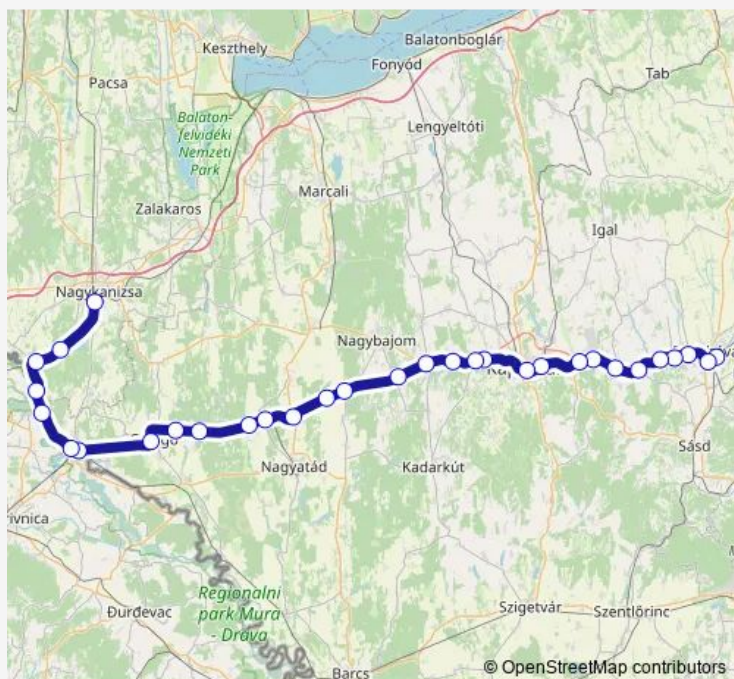 Keszthely
Balatonboglár
Fonyód
Pacsa
Tab
Balaton-
felvidéki
Nemzeti
Park
Lengyeltóti
Marcali
Zalakaros
Igal
Nagykanizsa
Nagybajom
Sásd
Nagyatád
Kadarkút
Regionalni
park Mura
- Drava
Đurđevac
Szigetvár
Szentlőrinc
Barcs
© OpenStreetMap contributors